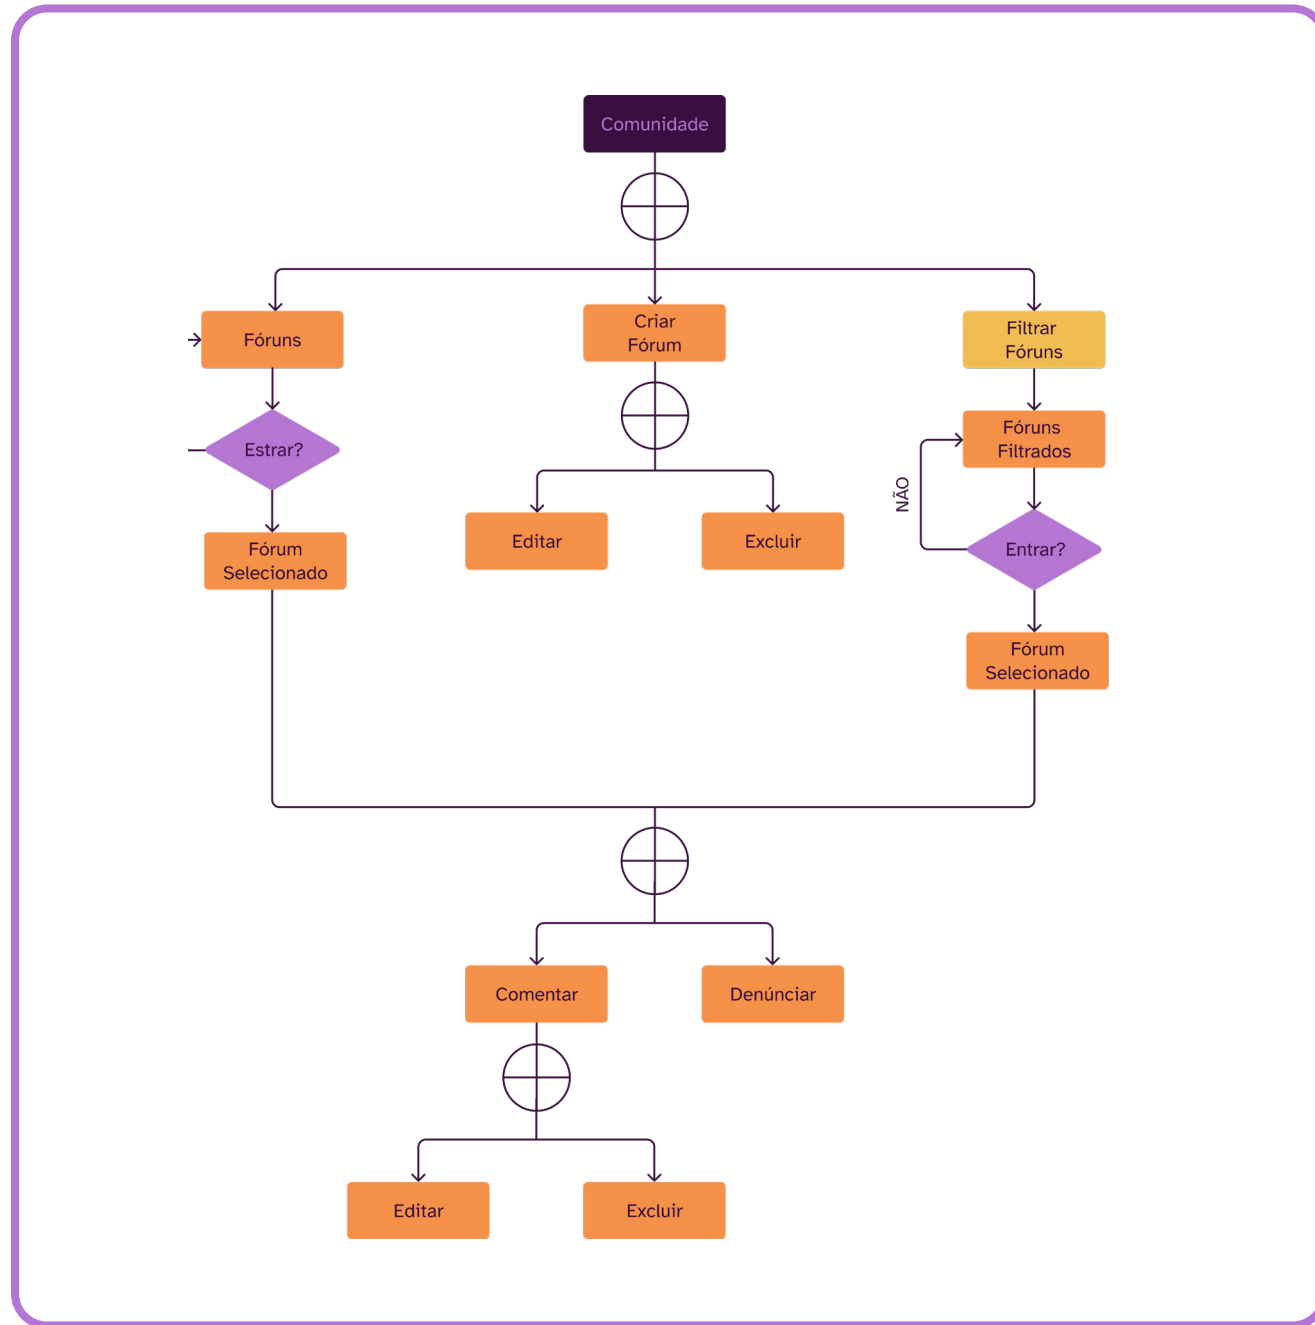 Comunidade
Fóruns
Criar
Fórum
Filtrar
Fóruns
Estrar?
Fóruns
Filtrados
NÃO
Editar
Excluir
Entrar?
Fórum
Selecionado
Fórum
Selecionado
Comentar
Denúnciar
Editar
Excluir